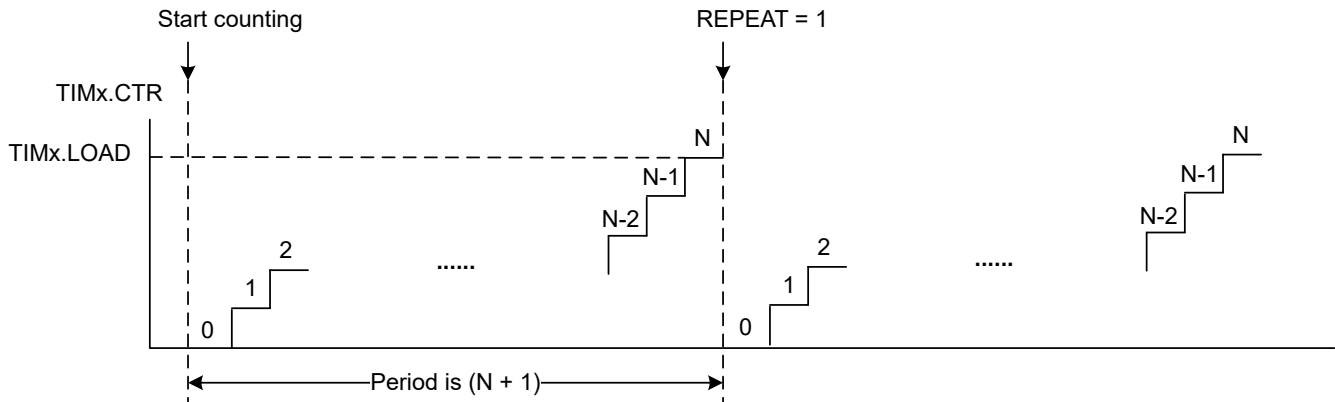 Start counting
REPEAT = 1
TIMx.CTR
TIMx.LOAD
N
N
N-1
N-1
N-2
N-2
2
2
......
......
1
1
0
0
Period is (N + 1)